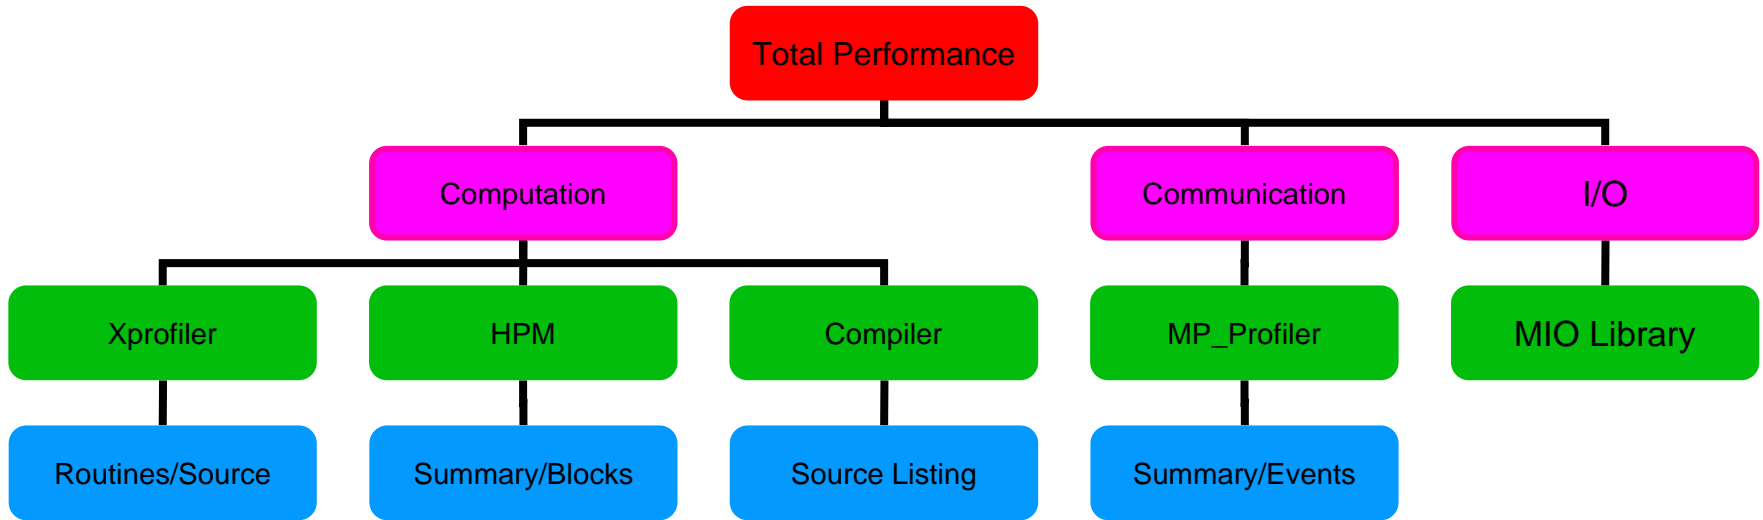 Total Performance
Computation
Communication
I/O
Xprofiler
HPM
Compiler
MP_Profiler
MIO Library
Routines/Source
Summary/Blocks
Source Listing
Summary/Events